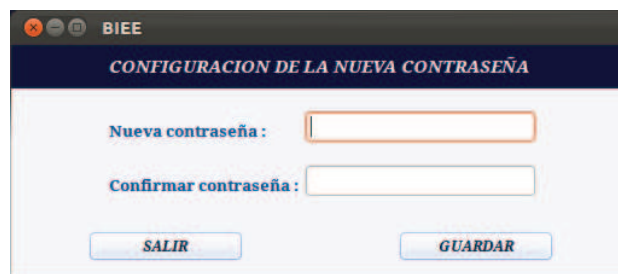 BIEE
CONFIGURACION DE LA NUEVA CONTRASEÑA
Nueva contraseña :
Confirmar contraseña :
SALIR GUARDAR